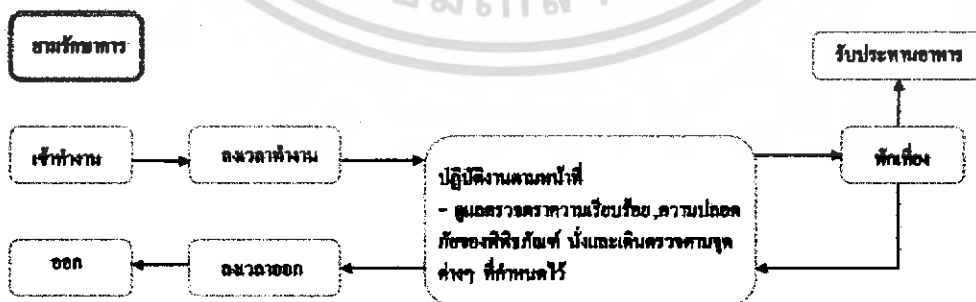 ยามรักษาการ
รับประทานอาหาร
เข้าทำงาน
ลงเวลาทำงาน
ปฏิบัติงานตามหน้าที่
- ดูแลตรวจตราความเรียบร้อย ,ความปลอด
ภัยของพิพิธภัณฑ์ นั่งและเดินตรวจตามจุด
ต่างๆ ที่กำหนดไว้
พักเที่ยง
ออก
ลงเวลาออก